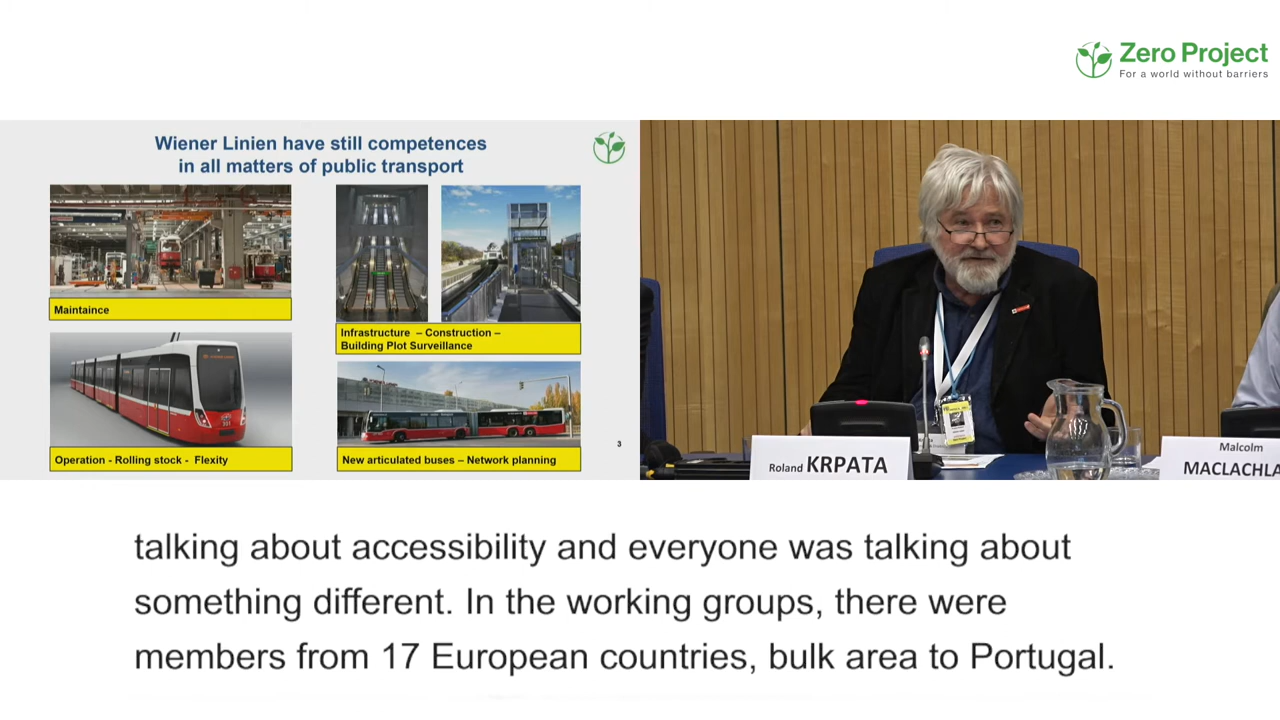 Zero Project
For a world without barriers
Wiener Linien have still competences
in all matters of public transport
Maintaince
Infrastructure – Construction –
Building Plot Surveillance
Operation - Rolling stock - Flexity
New articulated buses – Network planning
3
Roland KRPATA
Malcolm
MACLACHLA
talking about accessibility and everyone was talking about
something different. In the working groups, there were
members from 17 European countries, bulk area to Portugal.